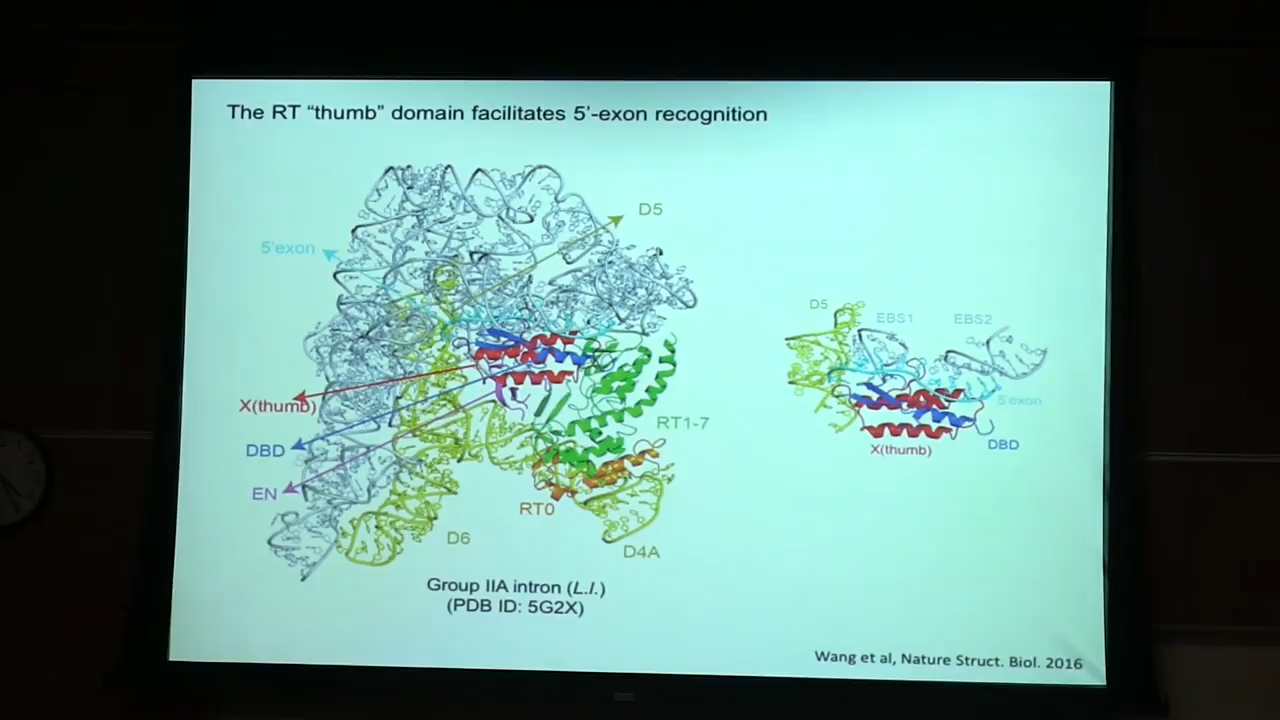 The RT “thumb” domain facilitates 5’-exon recognition
D5
5’exon
X(thumb)
DBD
EN
RT1-7
RT0
D6
D4A
Group IIA intron (L.l.)
(PDB ID: 5G2X)
D5
EBS1
EBS2
5’exon
X(thumb)
DBD
Wang et al, Nature Struct. Biol. 2016